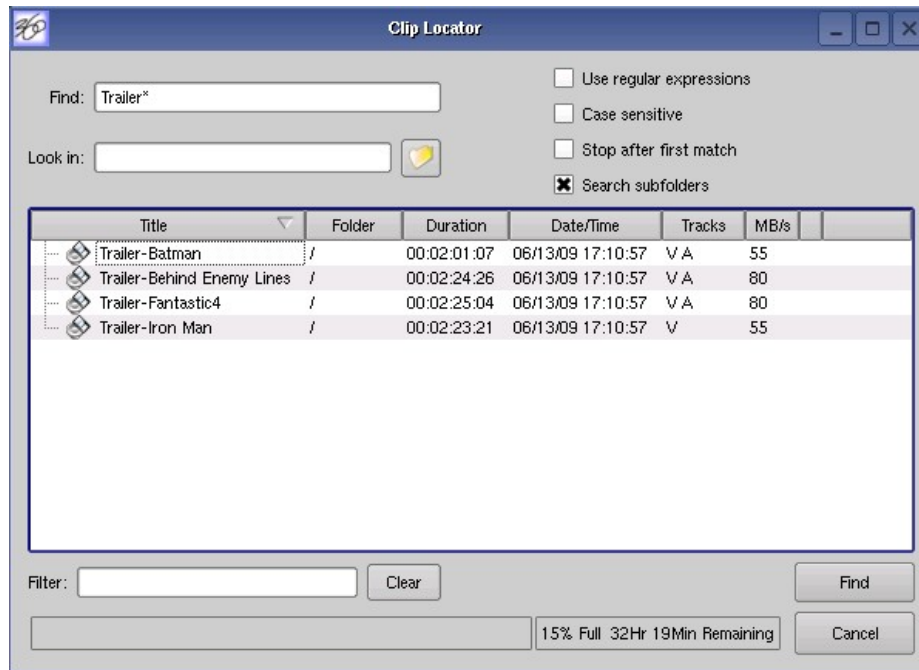 360
Clip Locator
Find: Trailer*
Use regular expressions
Case sensitive
Look in:
Stop after first match
Search subfolders
Title Folder Duration Date/Time Tracks MB/s
Trailer-Batman / 00:02:01:07 06/13/09 17:10:57 V A 55
Trailer-Behind Enemy Lines / 00:02:24:26 06/13/09 17:10:57 V A 80
Trailer-Fantastic4 / 00:02:25:04 06/13/09 17:10:57 V A 80
Trailer-Iron Man / 00:02:23:21 06/13/09 17:10:57 V 55
Filter: Clear Find
15% Full 32Hr 19Min Remaining Cancel